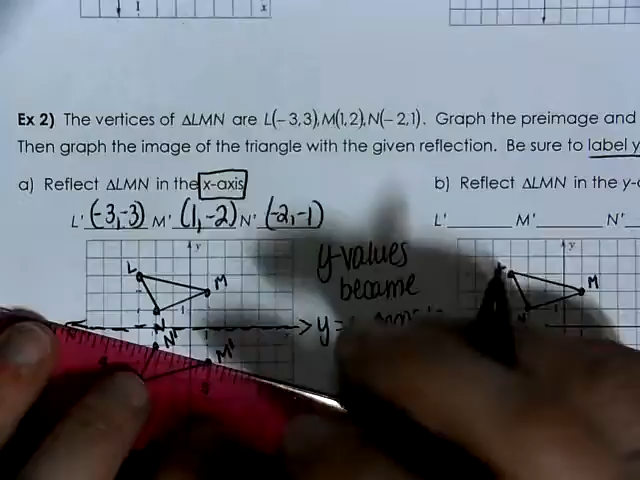 x
Ex 2) The vertices of ΔLMN are L(−3,3), M(1,2), N(−2,1). Graph the preimage and
Then graph the image of the triangle with the given reflection. Be sure to label y
a) Reflect ΔLMN in the x-axis
b) Reflect ΔLMN in the y-
L' (-3,-3) M' (1,-2) N' (-2,-1)
L' M' N'
y
y
L
M
M
N
N
N'
M'
y-values
became
y=